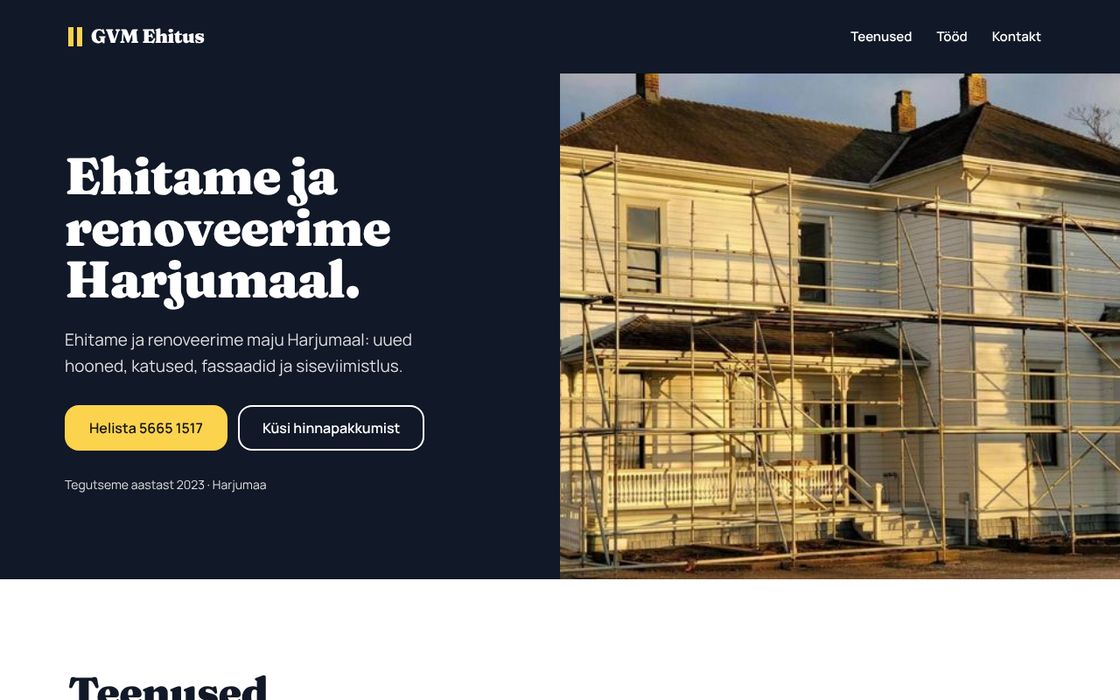 GVM Ehitus
Teenused
Tööd
Kontakt
Ehitame ja
renoveerime
Harjumaal.
Ehitame ja renoveerime maju Harjumaal: uued
hooned, katused, fassaadid ja siseviimistlus.
Helista 5665 1517
Küsi hinnapakkumist
Tegutseme aastast 2023 · Harjumaa
Teenused